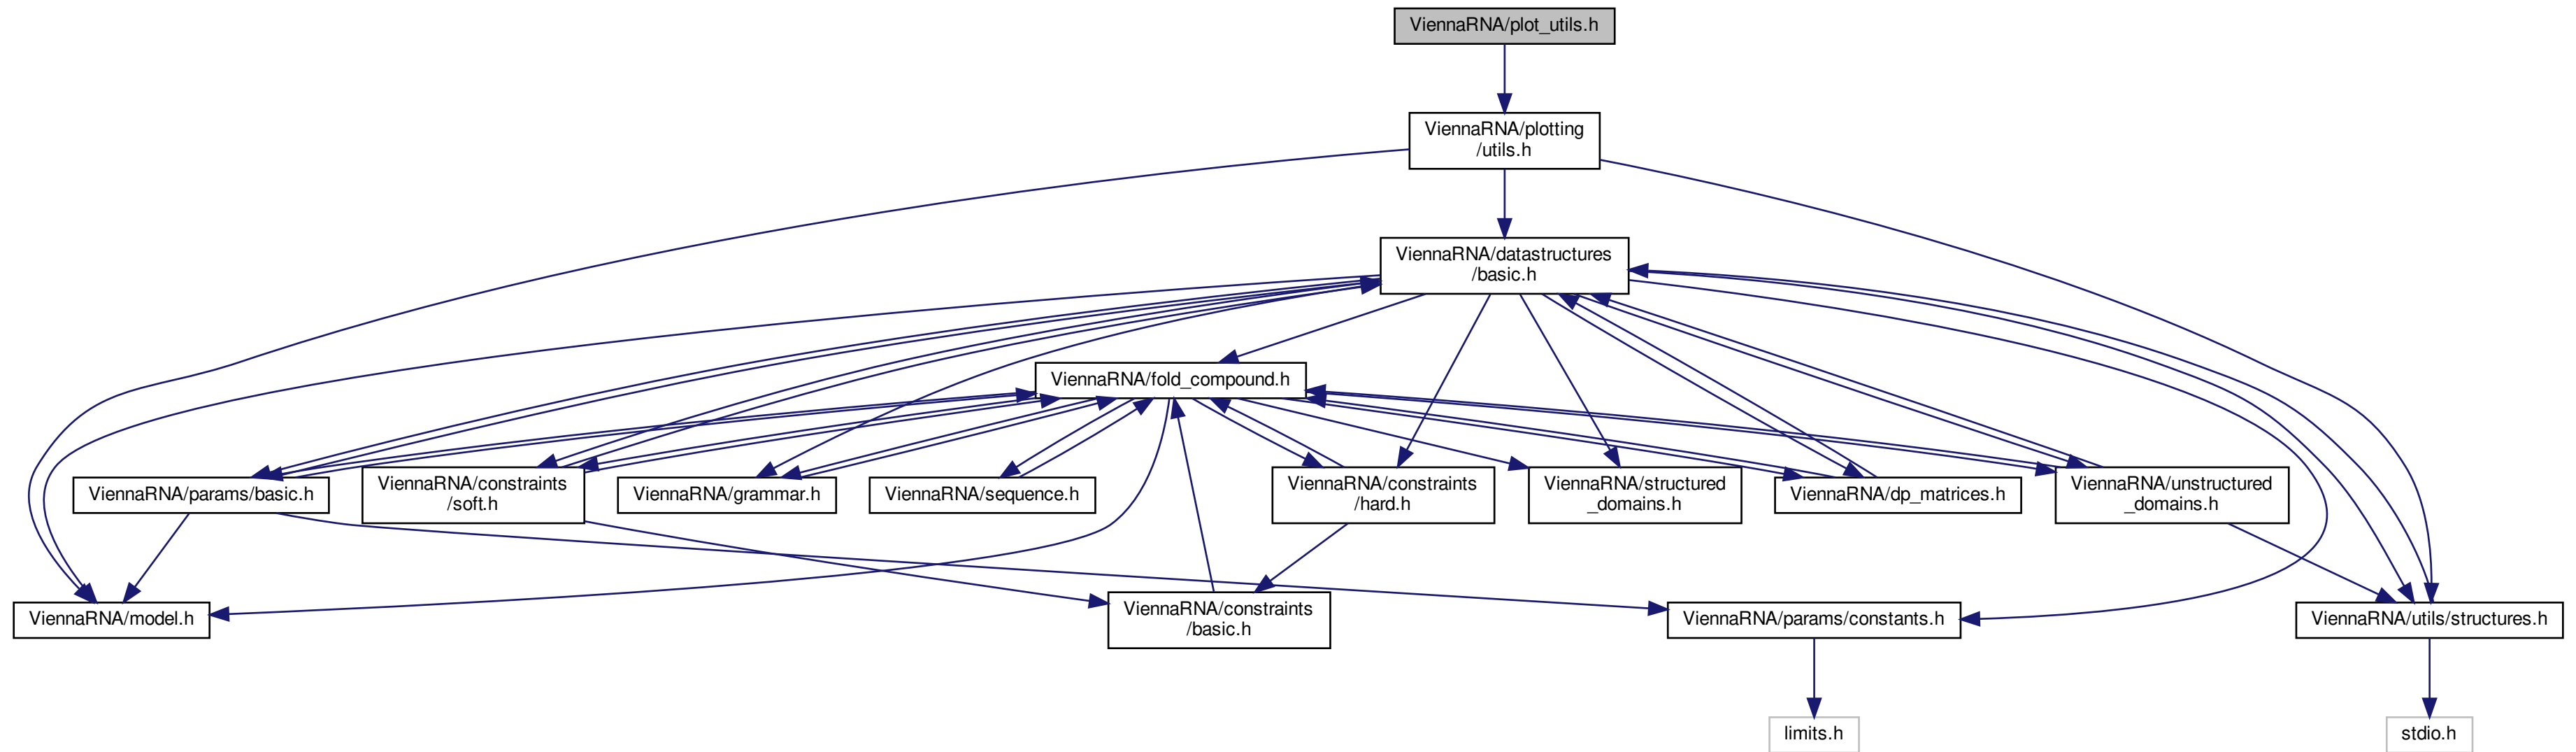 ViennaRNA/plot_utils.h
ViennaRNA/plotting
/utils.h
ViennaRNA/datastructures
/basic.h
ViennaRNA/fold_compound.h
ViennaRNA/params/basic.h
ViennaRNA/constraints
/soft.h
ViennaRNA/grammar.h
ViennaRNA/sequence.h
ViennaRNA/constraints
/hard.h
ViennaRNA/structured
_domains.h
ViennaRNA/dp_matrices.h
ViennaRNA/unstructured
_domains.h
ViennaRNA/model.h
ViennaRNA/constraints
/basic.h
ViennaRNA/params/constants.h
ViennaRNA/utils/structures.h
limits.h
stdio.h